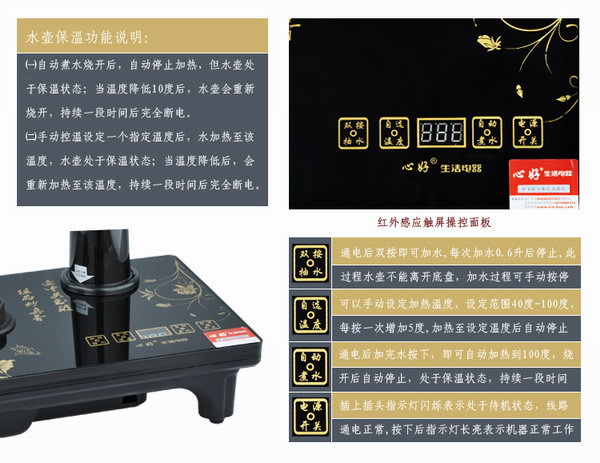 水壶保温功能说明:
㈠自动煮水烧开后，自动停止加热，但水壶处
于保温状态；当温度降低10度后，水壶会重新
烧开，持续一段时间后完全断电。
㈡手动控温设定一个指定温度后，水加热至该
温度，水壶处于保温状态；当温度降低后，会
重新加热至该温度，持续一段时间后完全断电。
双按
抽水
自选
温度
自动
煮水
电源
开关
心好® 生活电器
心好® 生活电器
红外感应触屏操控面板
双按
抽水
通电后双按即可加水,每次加水0.6升后停止,此
过程水壶不能离开底盘，加水过程可手动按停
自选
温度
可以手动设定加热温度，设定范围40度-100度，
每按一次增加5度,加热至设定温度后自动停止
自动
煮水
通电后加完水按下，即可自动加热到100度，烧
开后自动停止，处于保温状态，持续一段时间
电源
开关
插上插头指示灯闪烁表示处于待机状态，线路
通电正常,按下后指示灯长亮表示机器正常工作